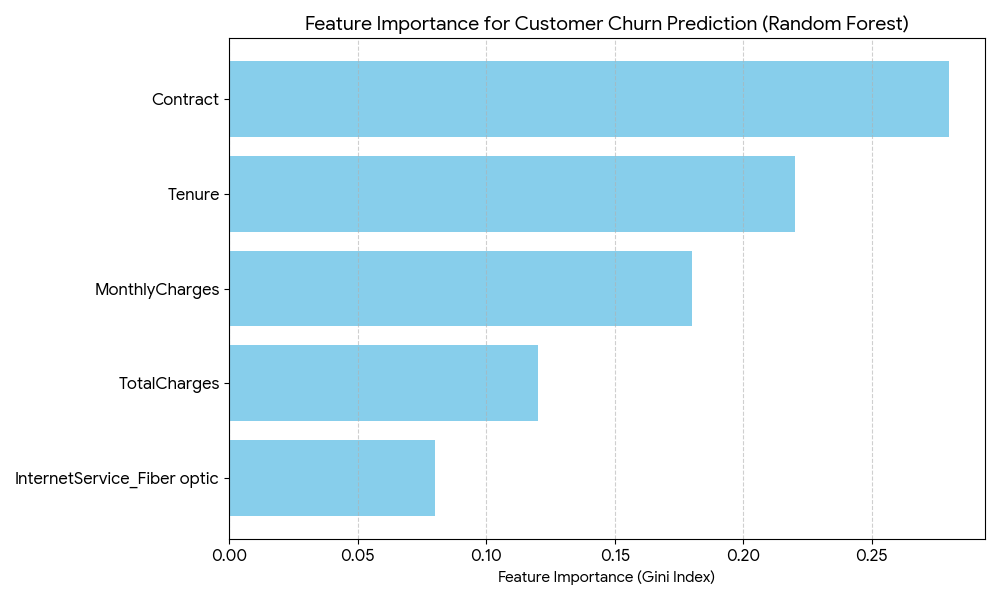 Feature Importance for Customer Churn Prediction (Random Forest)
Contract
Tenure
MonthlyCharges
TotalCharges
InternetService_Fiber optic
0.00 0.05 0.10 0.15 0.20 0.25
Feature Importance (Gini Index)